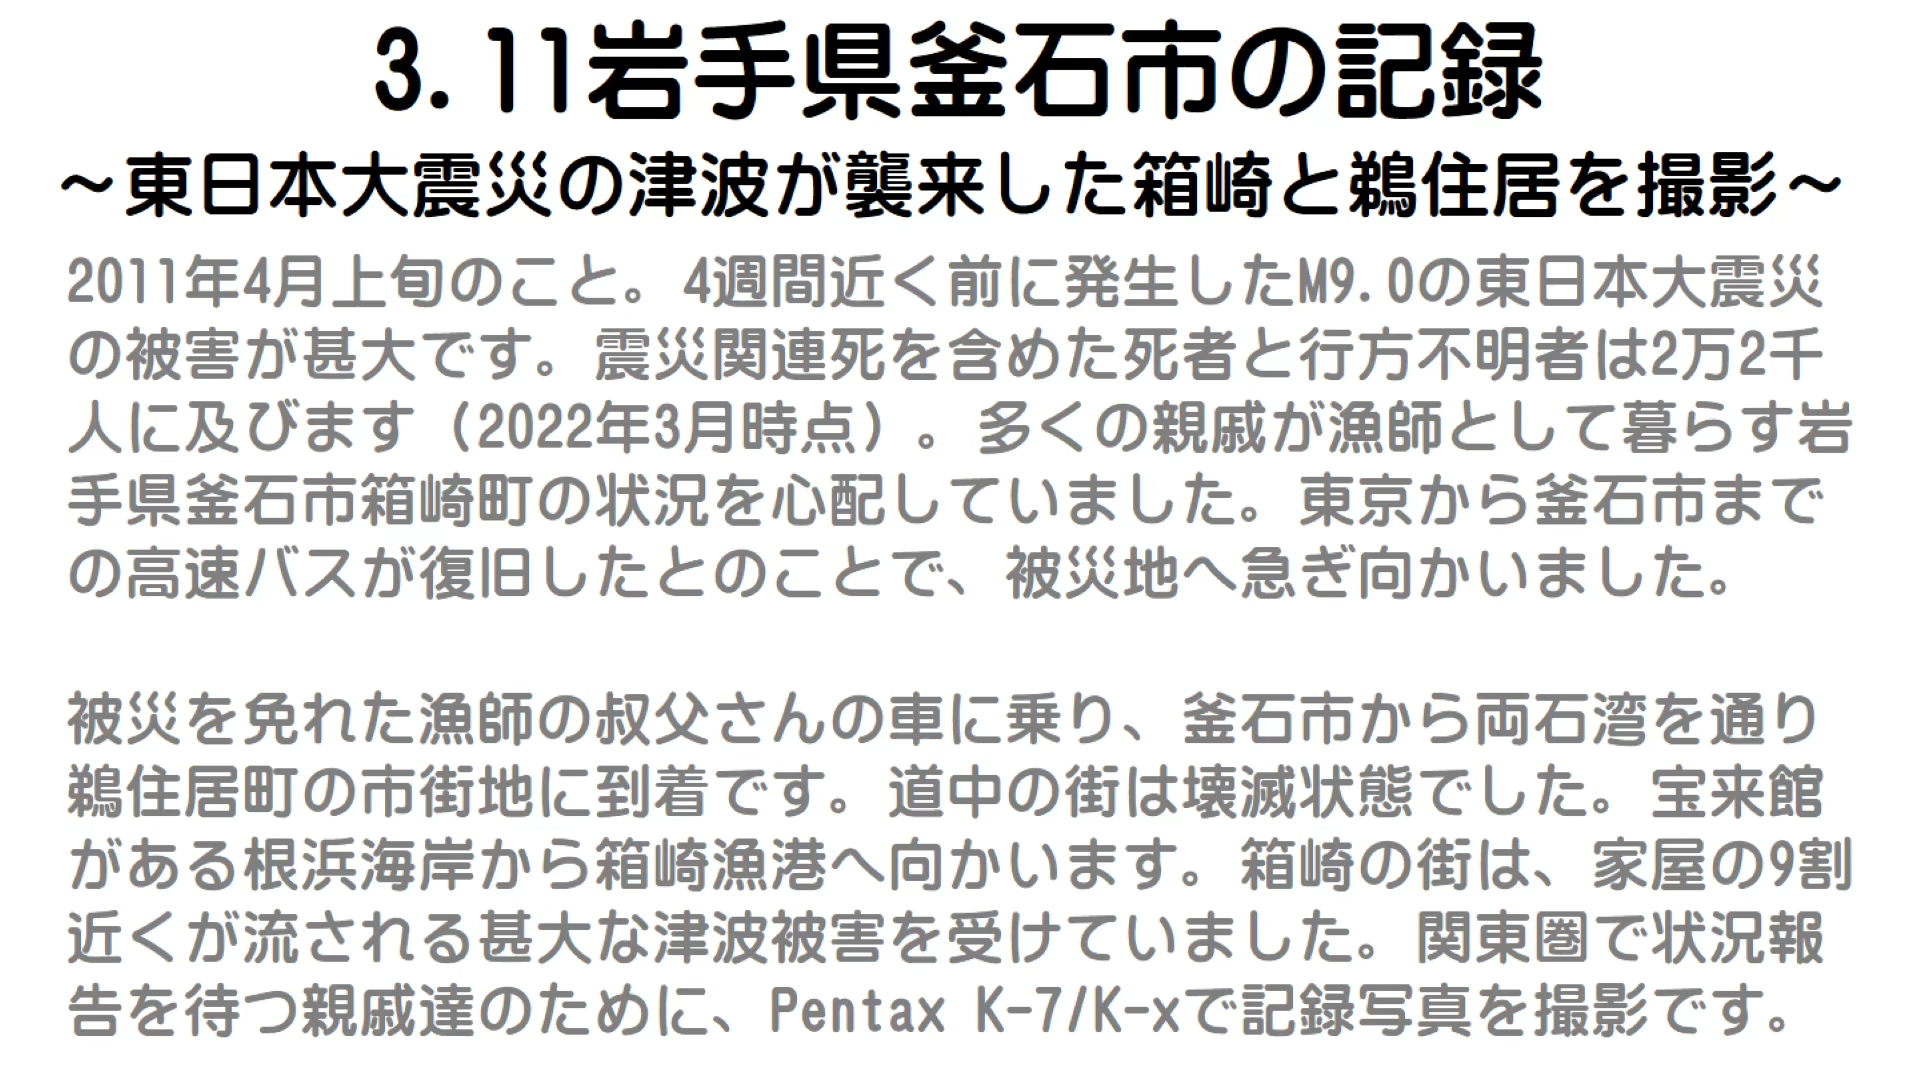 3.11岩手県釜石市の記録
～東日本大震災の津波が襲来した箱崎と鵜住居を撮影～
2011年4月上旬のこと。4週間近く前に発生したM9.0の東日本大震災
の被害が甚大です。震災関連死を含めた死者と行方不明者は2万2千
人に及びます（2022年3月時点）。多くの親戚が漁師として暮らす岩
手県釜石市箱崎町の状況を心配していました。東京から釜石市まで
の高速バスが復旧したとのことで、被災地へ急ぎ向かいました。
被災を免れた漁師の叔父さんの車に乗り、釜石市から両石湾を通り
鵜住居町の市街地に到着です。道中の街は壊滅状態でした。宝来館
がある根浜海岸から箱崎漁港へ向かいます。箱崎の街は、家屋の9割
近くが流される甚大な津波被害を受けていました。関東圏で状況報
告を待つ親戚達のために、Pentax K-7/K-xで記録写真を撮影です。